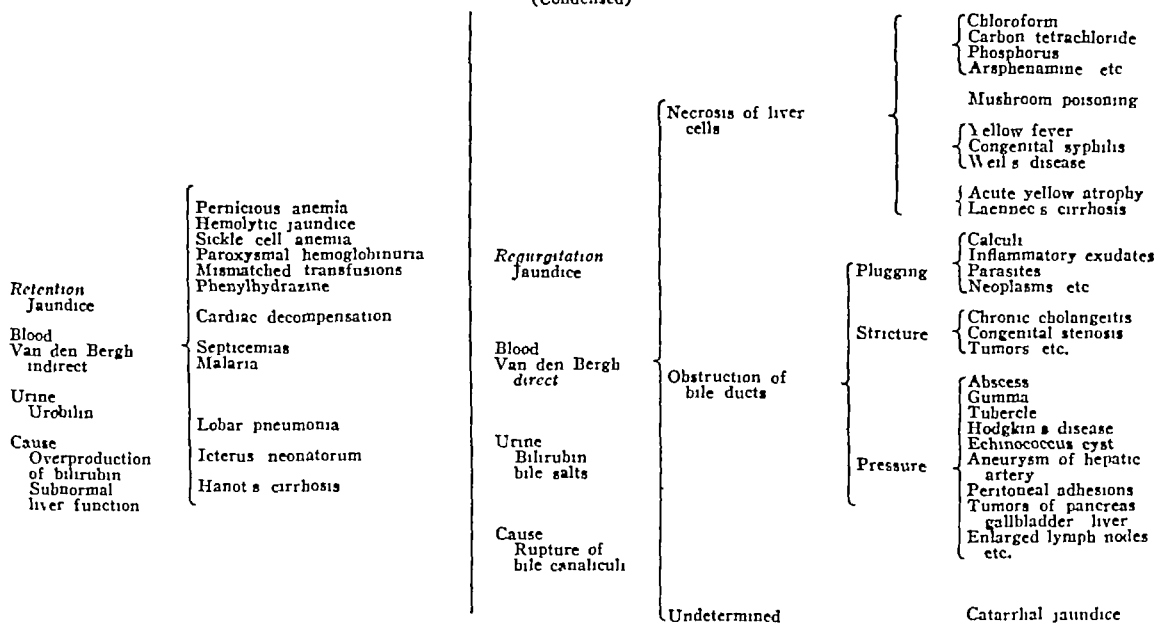 (Condensed)
Retention
Jaundice
Blood
Van den Bergh
indirect
Urine
Urobilin
Cause
Overproduction
of bilirubin
Subnormal
liver function
Pernicious anemia
Hemolytic jaundice
Sickle cell anemia
Paroxysmal hemoglobinuria
Mismatched transfusions
Phenylhydrazine
Cardiac decompensation
Septicemias
Malaria
Lobar pneumonia
Icterus neonatorum
Hanot s cirrhosis
Regurgitation
Jaundice
Blood
Van den Bergh
direct
Urine
Bilirubin
bile salts
Cause
Rupture of
bile canaliculi
Necrosis of liver
cells
Chloroform
Carbon tetrachloride
Phosphorus
Arsphenamine etc
Mushroom poisoning
Yellow fever
Congenital syphilis
Weil s disease
Acute yellow atrophy
Laennec s cirrhosis
Obstruction of
bile ducts
Plugging
Calculi
Inflammatory exudates
Parasites
Neoplasms etc
Stricture
Chronic cholangeitis
Congenital stenosis
Tumors etc.
Pressure
Abscess
Gumma
Tubercle
Hodgkin s disease
Echinococcus cyst
Aneurysm of hepatic
artery
Peritoneal adhesions
Tumors of pancreas
gallbladder liver
Enlarged lymph nodes
etc.
Undetermined
Catarrhal jaundice